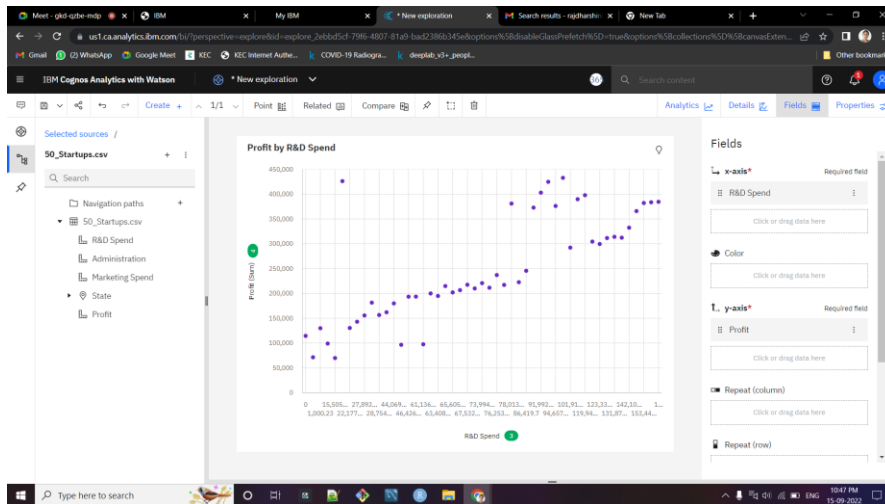 Meet - gkd-qzbe-mdp
IBM
My IBM
* New exploration
Search results - rajdharshin
New Tab
us1.ca.analytics.ibm.com/bi/?perspective=explore&id=explore_2ebbd5cf-79f6-4807-81a9-bad2386b345e&options%5BdisableGlassPrefetch%5D=true&options%5Bcollections%5D%5BcanvasExten...
Gmail
(2) WhatsApp
Google Meet
KEC
KEC Internet Authe...
COVID-19 Radiogra...
deeplab_v3+_peopl...
Other bookmark
IBM Cognos Analytics with Watson
* New exploration
Search content
Create +
1/1
Point
Related
Compare
Analytics
Details
Fields
Properties
Selected sources /
50_Startups.csv
Search
Navigation paths
50_Startups.csv
R&D Spend
Administration
Marketing Spend
State
Profit
Profit by R&D Spend
450,000
400,000
350,000
300,000
250,000
200,000
150,000
100,000
50,000
0
Profit (Sum)
0 15,505... 27,892... 44,069... 61,136... 65,605... 73,994... 78,013... 91,992... 101,91... 123,33... 142,10... 1...
1,000.23 22,177... 28,754... 46,426... 63,408... 67,532... 76,253... 86,419.7 94,657... 119,94... 131,87... 153,44...
R&D Spend
Fields
x-axis*
Required field
R&D Spend
Click or drag data here
Color
Click or drag data here
y-axis*
Required field
Profit
Click or drag data here
Repeat (column)
Click or drag data here
Repeat (row)
Type here to search
ENG
10:47 PM
15-09-2022